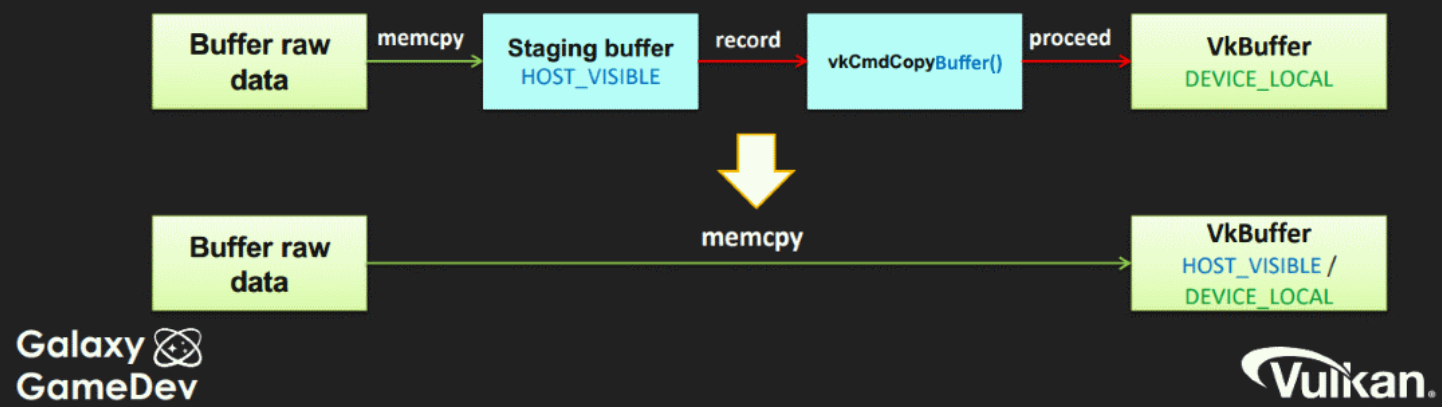 Buffer raw
data
memcpy
Staging buffer
HOST_VISIBLE
record
vkCmdCopyBuffer()
proceed
VkBuffer
DEVICE_LOCAL
Buffer raw
data
memcpy
VkBuffer
HOST_VISIBLE /
DEVICE_LOCAL
Galaxy
GameDev
Vulkan.